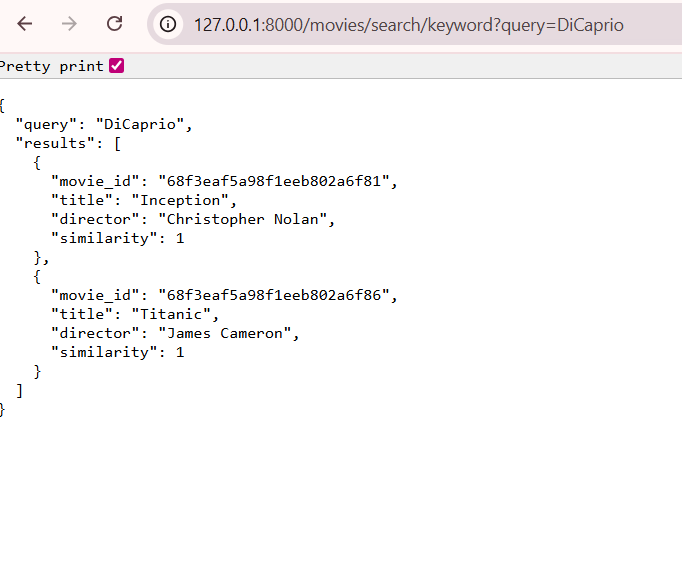 127.0.0.1:8000/movies/search/keyword?query=DiCaprio
Pretty print
{
  "query": "DiCaprio",
  "results": [
    {
      "movie_id": "68f3eaf5a98f1eeb802a6f81",
      "title": "Inception",
      "director": "Christopher Nolan",
      "similarity": 1
    },
    {
      "movie_id": "68f3eaf5a98f1eeb802a6f86",
      "title": "Titanic",
      "director": "James Cameron",
      "similarity": 1
    }
  ]
}